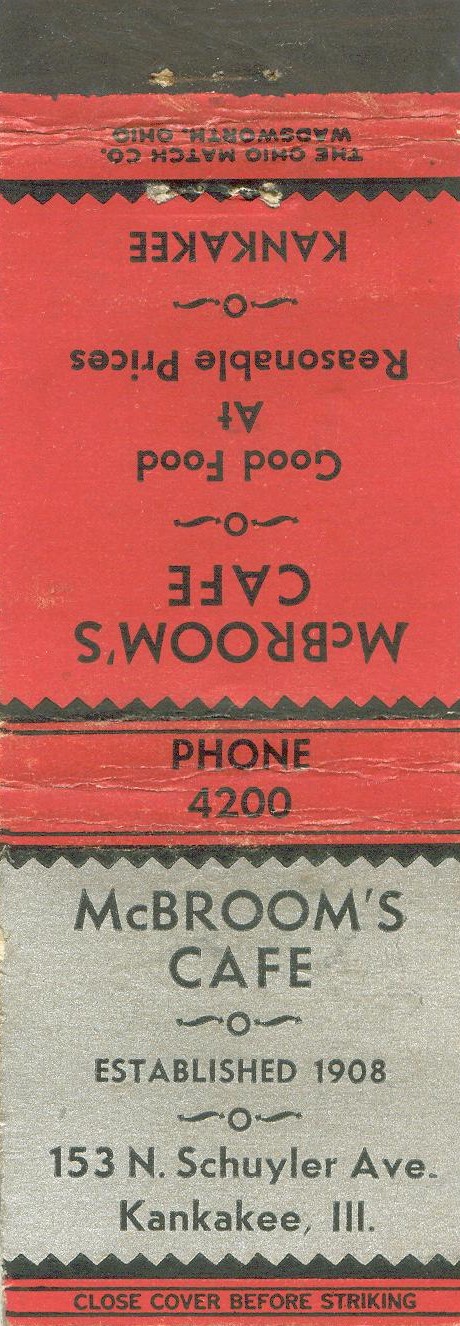 THE OHIO MATCH CO.
WADSWORTH, OHIO
McBROOM'S
CAFE
Good Food
At
Reasonable Prices
KANKAKEE
PHONE
4200
McBROOM'S
CAFE
ESTABLISHED 1908
153 N. Schuyler Ave.
Kankakee, Ill.
CLOSE COVER BEFORE STRIKING